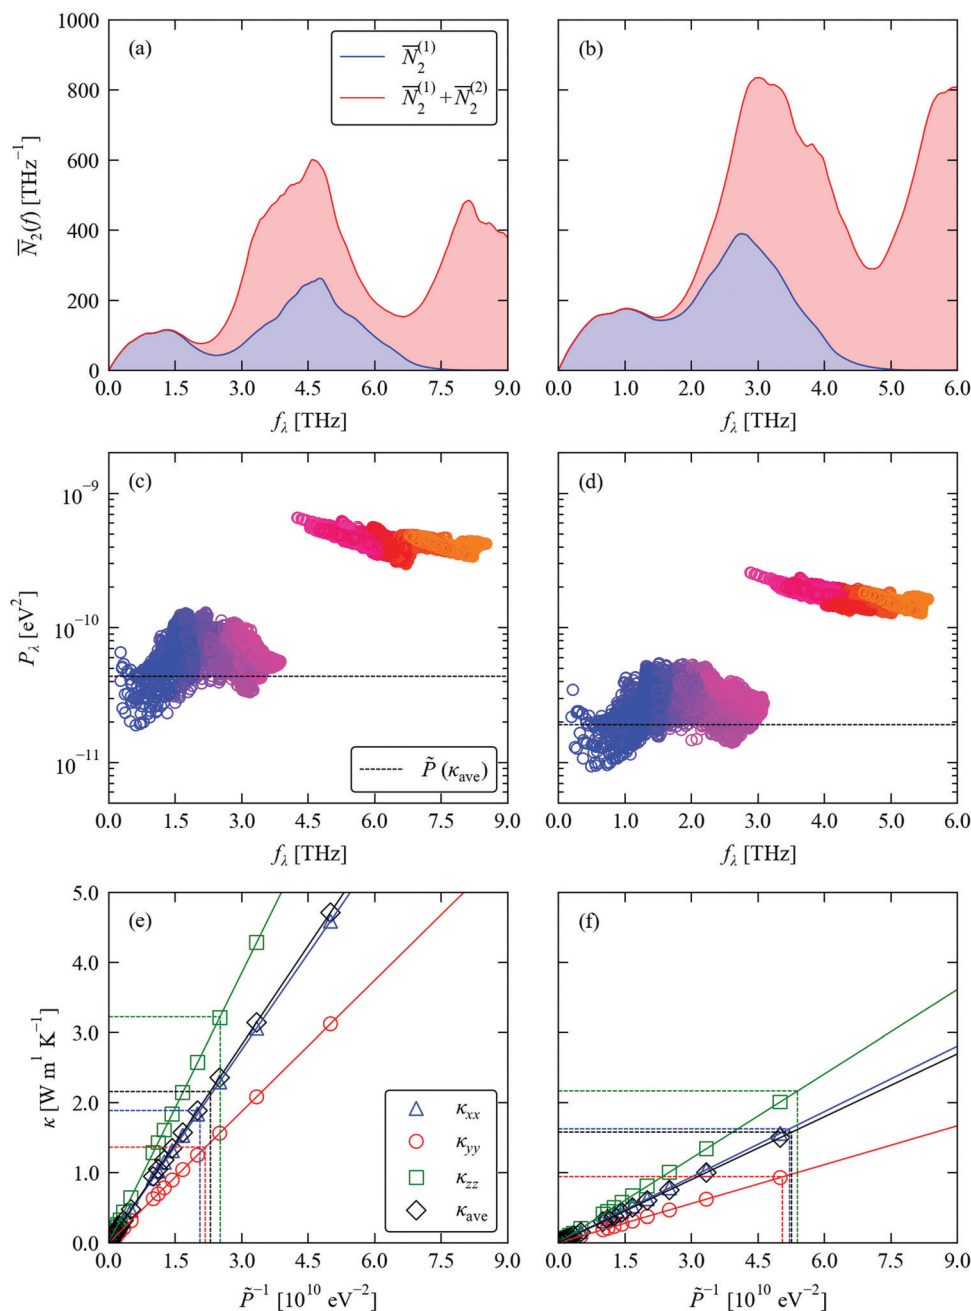 1000
800
600
400
200
0
N̅₂(f) [THz⁻¹]
(a)
N̅₂⁽¹⁾
N̅₂⁽¹⁾ + N̅₂⁽²⁾
(b)
0.0 1.5 3.0 4.5 6.0 7.5 9.0
f_λ [THz]
0.0 1.0 2.0 3.0 4.0 5.0 6.0
f_λ [THz]
10⁻⁹
10⁻¹⁰
10⁻¹¹
P_λ [eV²]
(c)
P̃ (κ_ave)
(d)
0.0 1.5 3.0 4.5 6.0 7.5 9.0
f_λ [THz]
0.0 1.0 2.0 3.0 4.0 5.0 6.0
f_λ [THz]
5.0
4.0
3.0
2.0
1.0
0.0
κ [W m¹ K⁻¹]
(e)
κ_xx
κ_yy
κ_zz
κ_ave
(f)
0.0 1.5 3.0 4.5 6.0 7.5 9.0
P̃⁻¹ [10¹⁰ eV⁻²]
0.0 1.5 3.0 4.5 6.0 7.5 9.0
P̃⁻¹ [10¹⁰ eV⁻²]